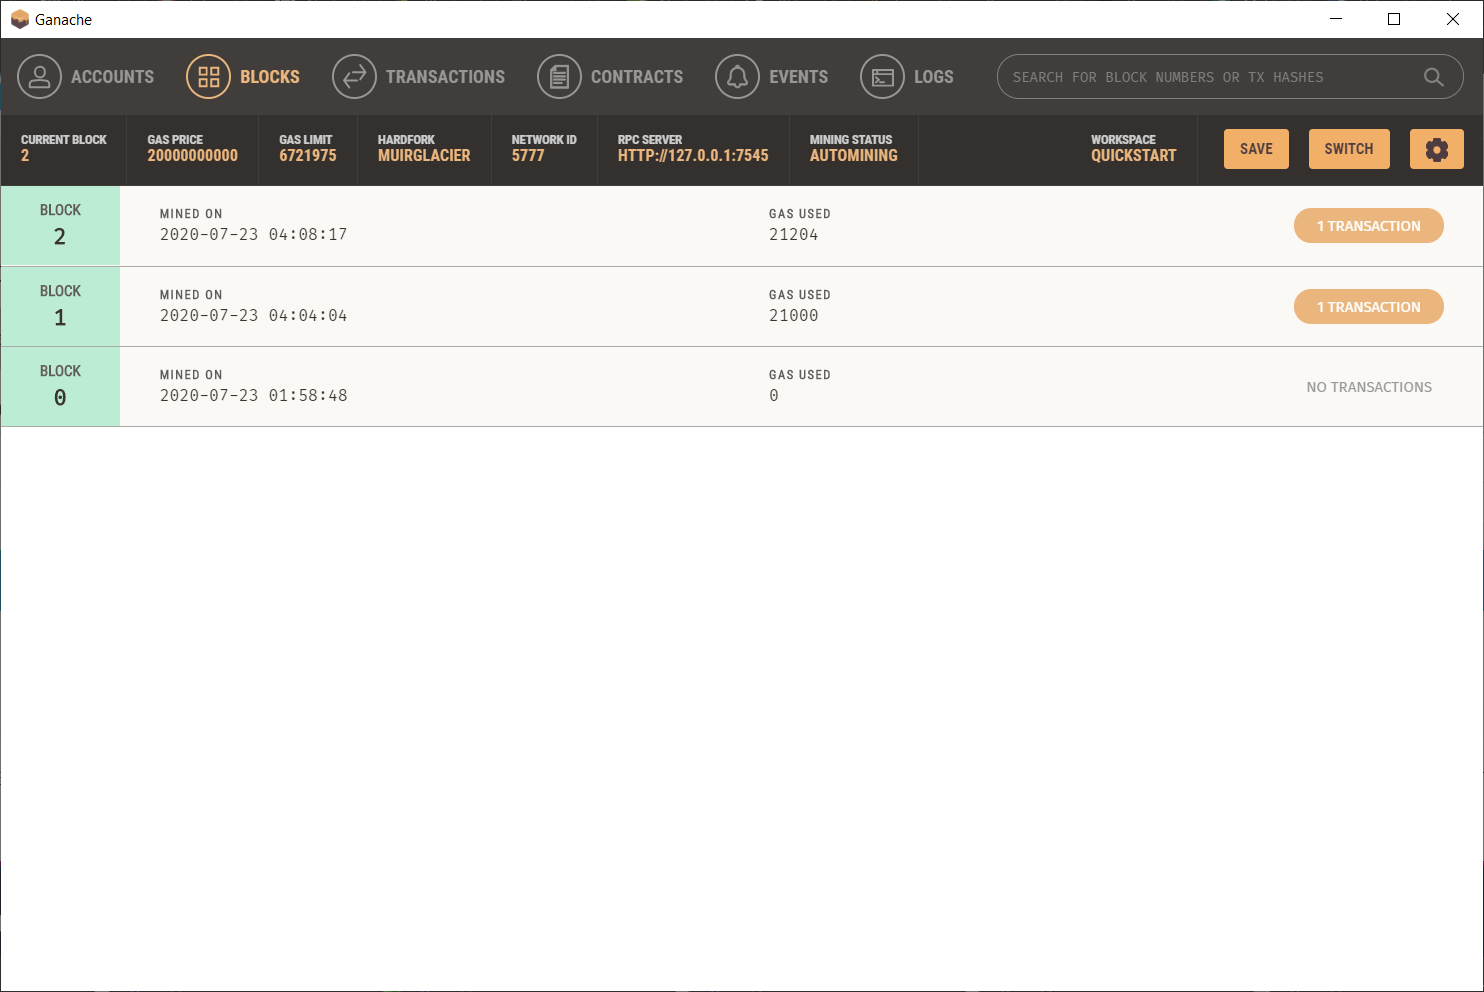 Ganache
ACCOUNTS BLOCKS TRANSACTIONS CONTRACTS EVENTS LOGS SEARCH FOR BLOCK NUMBERS OR TX HASHES
CURRENT BLOCK GAS PRICE GAS LIMIT HARDFORK NETWORK ID RPC SERVER MINING STATUS WORKSPACE
2 20000000000 6721975 MUIRGLACIER 5777 HTTP://127.0.0.1:7545 AUTOMINING QUICKSTART SAVE SWITCH
BLOCK MINED ON GAS USED
2 2020-07-23 04:08:17 21204 1 TRANSACTION
BLOCK MINED ON GAS USED
1 2020-07-23 04:04:04 21000 1 TRANSACTION
BLOCK MINED ON GAS USED
0 2020-07-23 01:58:48 0 NO TRANSACTIONS